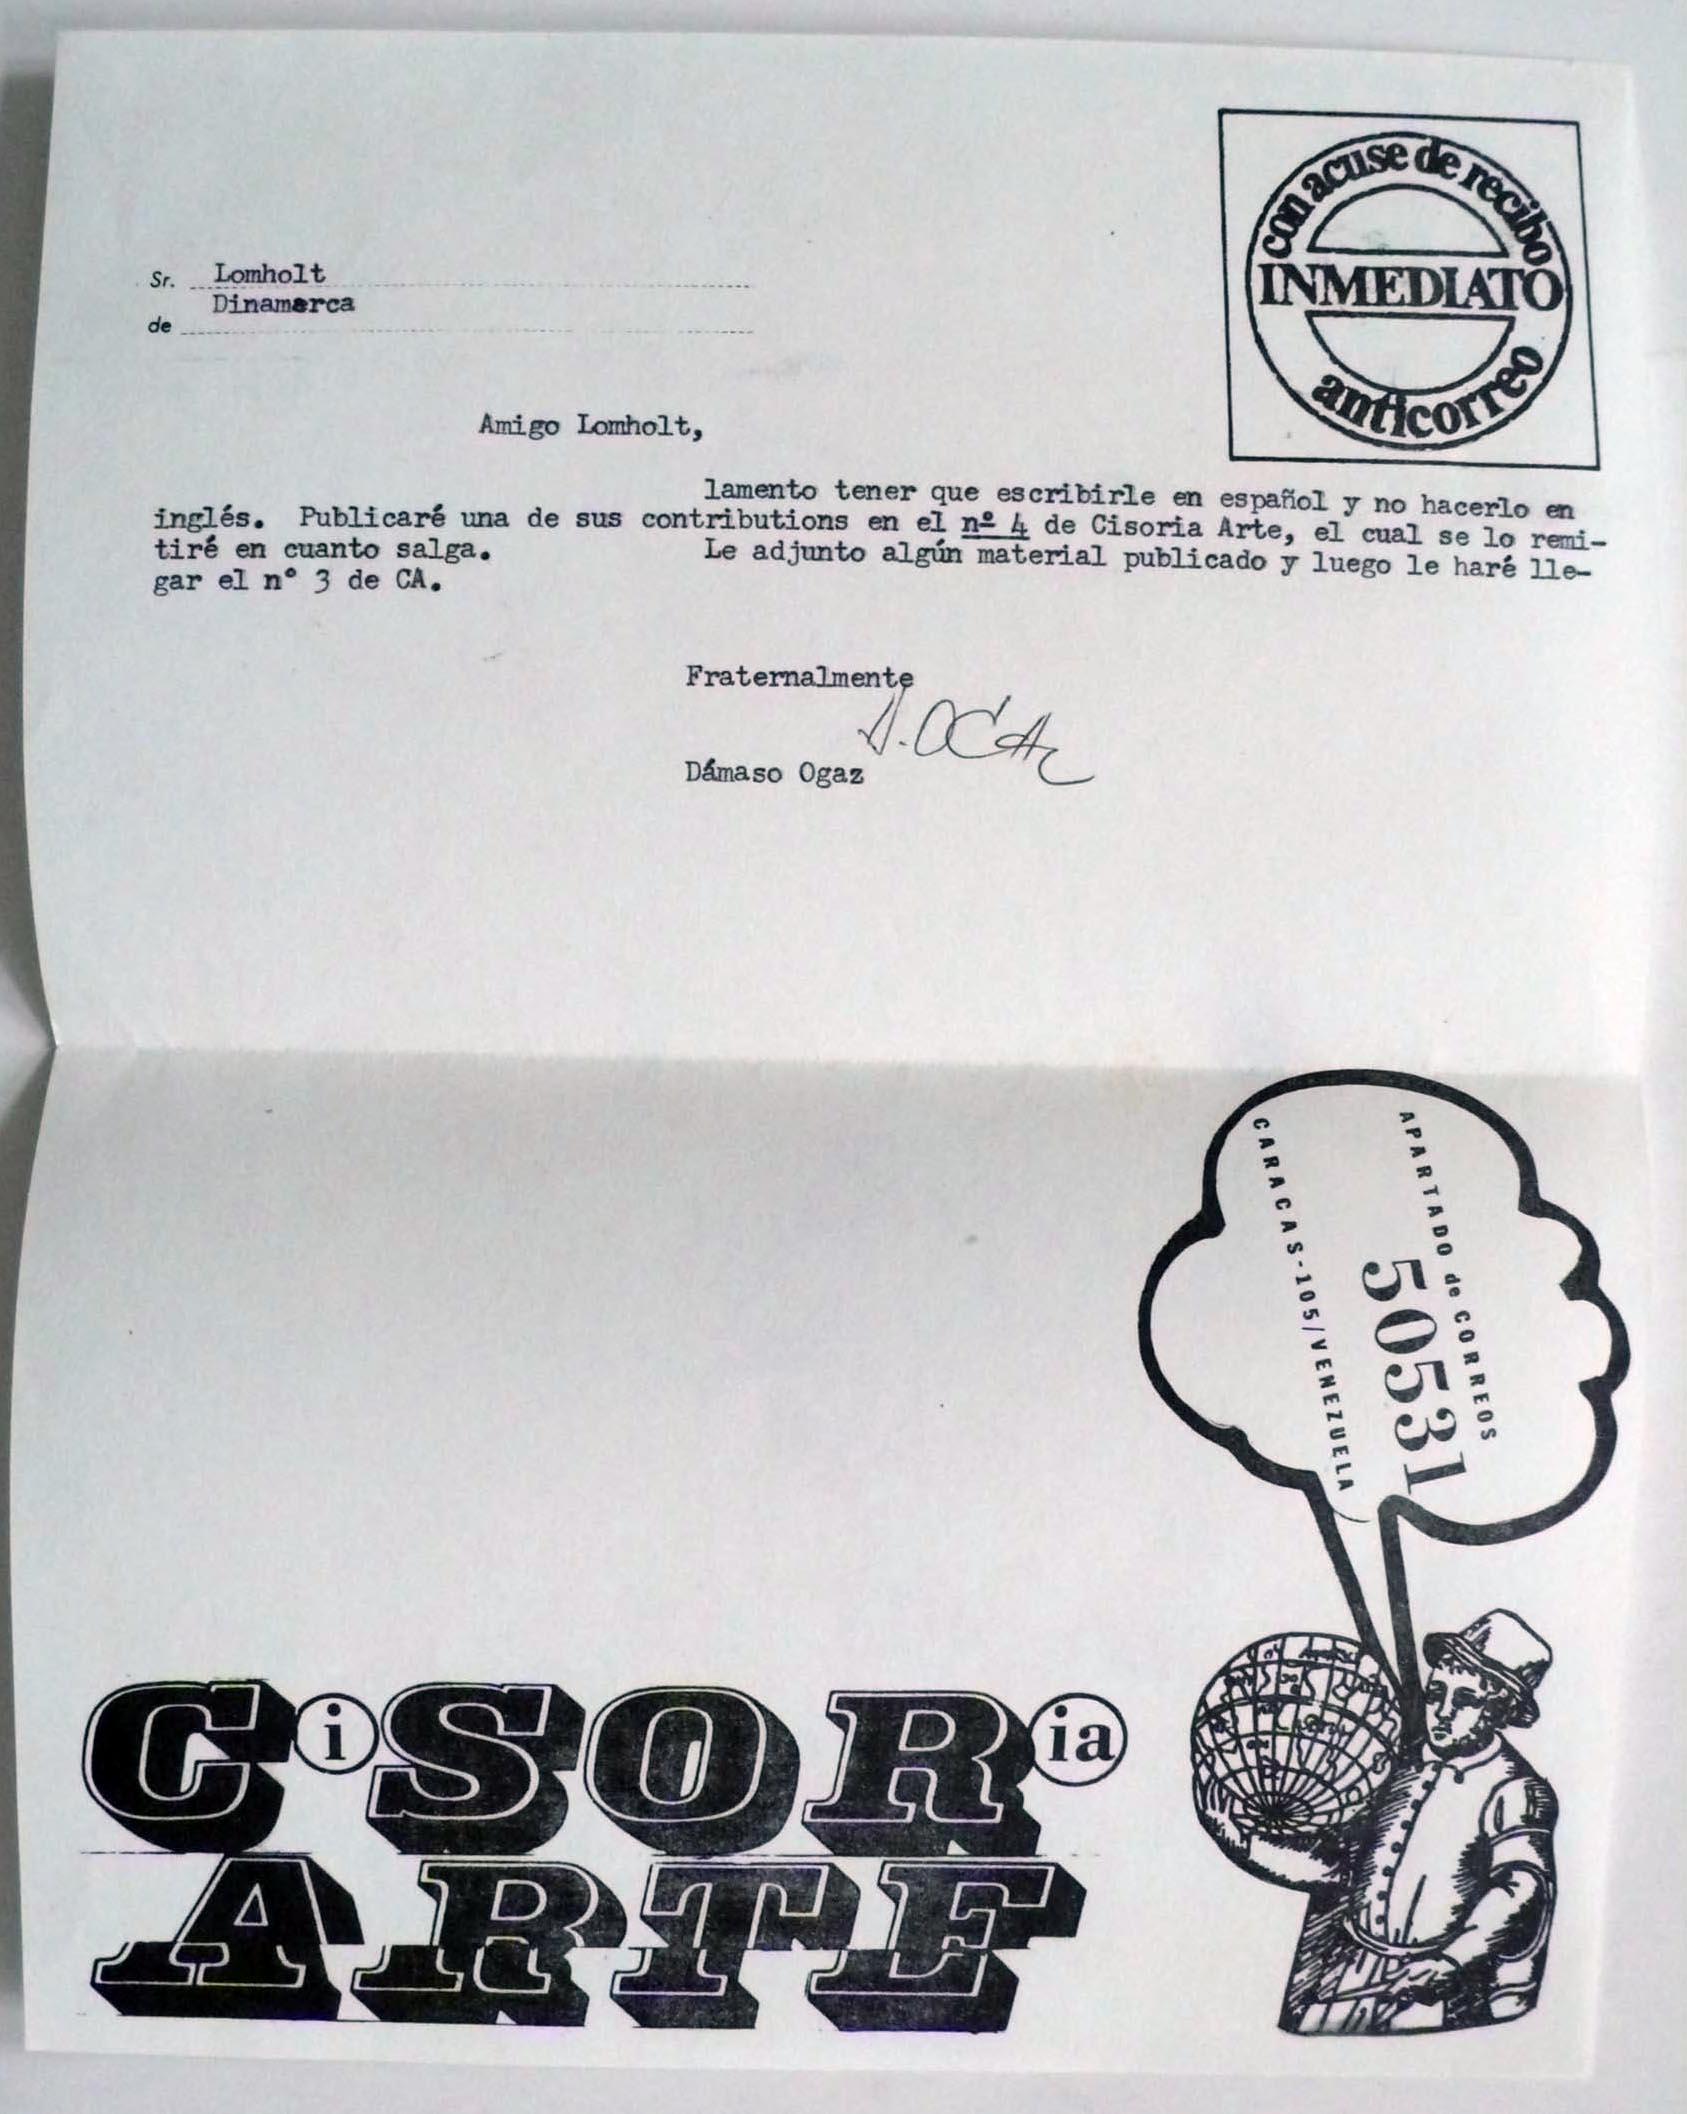 con acuse de recibo
INMEDIATO
anticorreo
Sr. Lomholt
Dinamarca
de
Amigo Lomholt,
lamento tener que escribirle en español y no hacerlo en
inglés. Publicaré una de sus contributions en el nº 4 de Cisoria Arte, el cual se lo remi-
tiré en cuanto salga. Le adjunto algún material publicado y luego le haré lle-
gar el n° 3 de CA.
Fraternalmente
D. OGAZ
Dámaso Ogaz
APARTADO de CORREOS
50531
CARACAS-105/VENEZUELA
CiSORia
ARTE